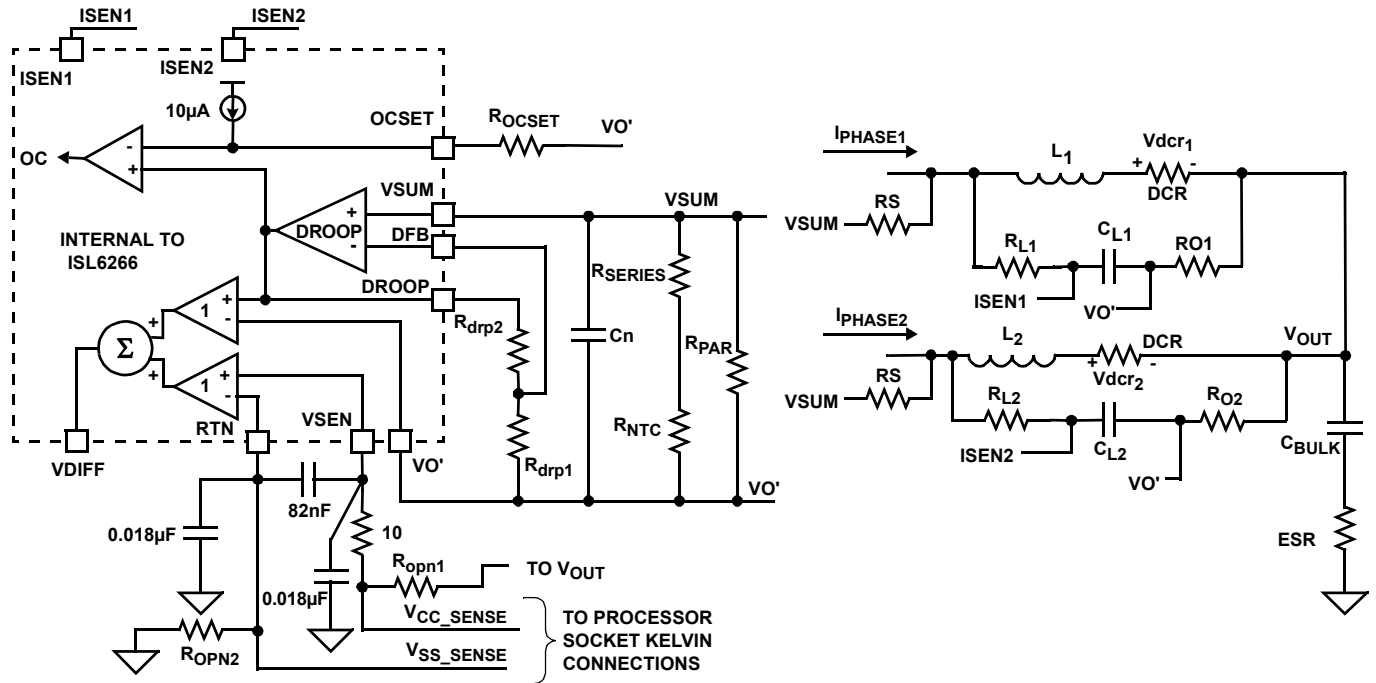 ISEN1
ISEN2
ISEN1
ISEN2
10µA
OCSET
R_OCSET
VO'
OC
-
+
INTERNAL TO
ISL6266
DROOP
+
-
VSUM
VSUM
DFB
DROOP
1
+
-
Σ
+
+
1
+
-
R_drp2
R_drp1
Cn
R_SERIES
R_NTC
R_PAR
RTN
VSEN
VO'
VO'
VDIFF
82nF
0.018µF
10
0.018µF
R_opn1
TO V_OUT
R_OPN2
V_CC_SENSE
V_SS_SENSE
TO PROCESSOR
SOCKET KELVIN
CONNECTIONS
I_PHASE1
L_1
+ Vdcr_1 -
DCR
RS
VSUM
R_L1
C_L1
RO1
ISEN1
VO'
I_PHASE2
L_2
DCR
+ Vdcr_2 -
V_OUT
RS
VSUM
R_L2
C_L2
R_O2
ISEN2
VO'
C_BULK
ESR